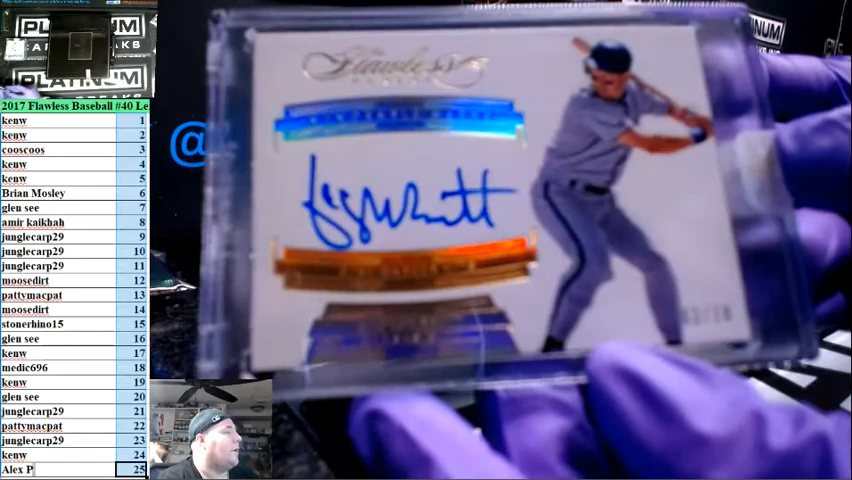 PLATINUM
PLATINUM
2017 Flawless Baseball #40 Le
kenw 1
kenw 2
cooscoos 3
kenw 4
kenw 5
Brian Mosley 6
glen see 7
amir kaikhah 8
junglecarp29 9
junglecarp29 10
junglecarp29 11
moosedirt 12
pattymacpat 13
moosedirt 14
stonerhino15 15
glen see 16
kenw 17
medic696 18
kenw 19
glen see 20
junglecarp29 21
pattymacpat 22
junglecarp29 23
kenw 24
Alex P 25
@
Flawless